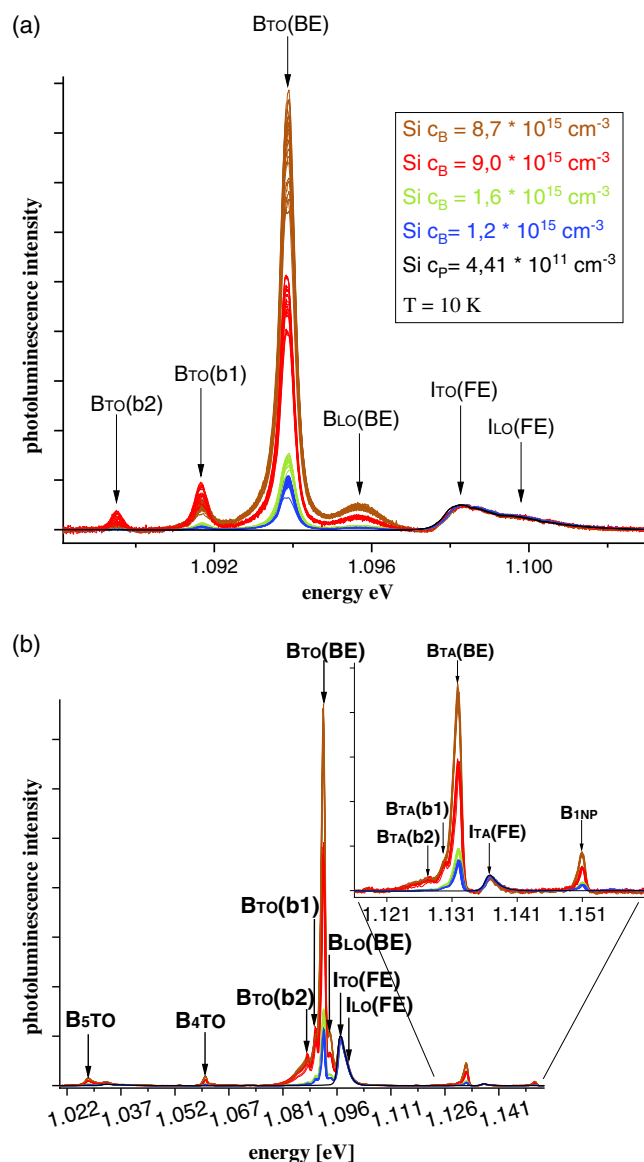 (a)
BTO(BE)
Si cB = 8,7 * 10^15 cm-3
Si cB = 9,0 * 10^15 cm-3
Si cB = 1,6 * 10^15 cm-3
Si cB= 1,2 * 10^15 cm-3
Si cP= 4,41 * 10^11 cm-3
T = 10 K
BTO(b2)
BTO(b1)
BLO(BE)
ITO(FE)
ILO(FE)
photoluminescence intensity
1.092
1.096
1.100
energy eV
(b)
BTO(BE)
BTA(BE)
BTA(b1)
BTA(b2)
ITA(FE)
B1NP
1.121
1.131
1.141
1.151
BTO(b1)
BLO(BE)
BTO(b2)
ITO(FE)
ILO(FE)
B5TO
B4TO
photoluminescence intensity
1.022
1.037
1.052
1.067
1.081
1.096
1.111
1.126
1.141
energy [eV]